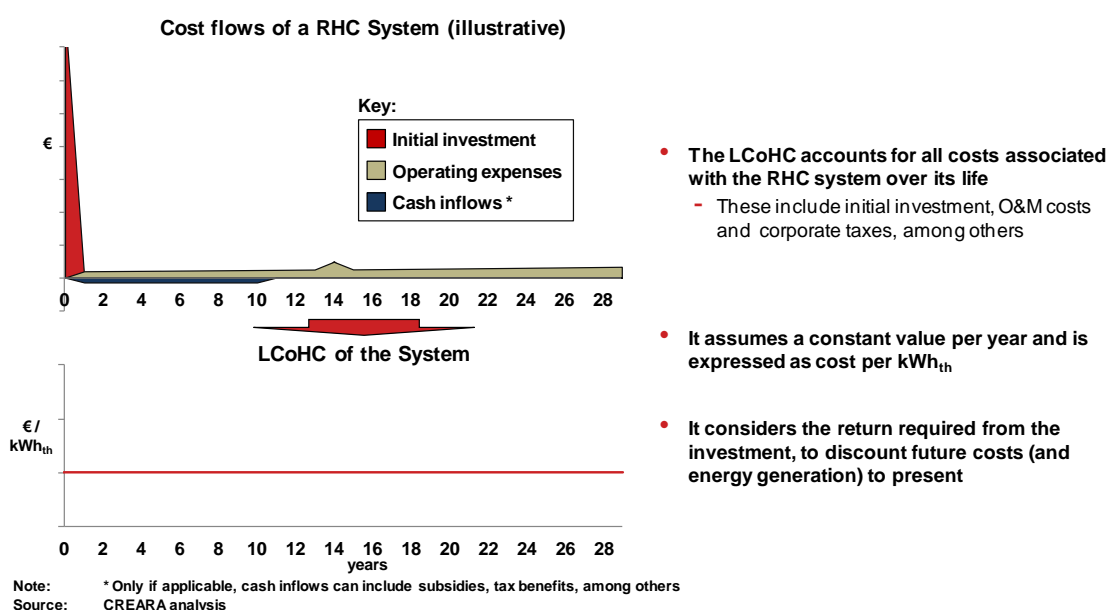 Cost flows of a RHC System (illustrative)
€
Key:
Initial investment
Operating expenses
Cash inflows *
0 2 4 6 8 10 12 14 16 18 20 22 24 26 28
LCoHC of the System
€ /
kWhth
0 2 4 6 8 10 12 14 16 18 20 22 24 26 28
years
• The LCoHC accounts for all costs associated
with the RHC system over its life
- These include initial investment, O&M costs
and corporate taxes, among others
• It assumes a constant value per year and is
expressed as cost per kWhth
• It considers the return required from the
investment, to discount future costs (and
energy generation) to present
Note: * Only if applicable, cash inflows can include subsidies, tax benefits, among others
Source: CREARA analysis